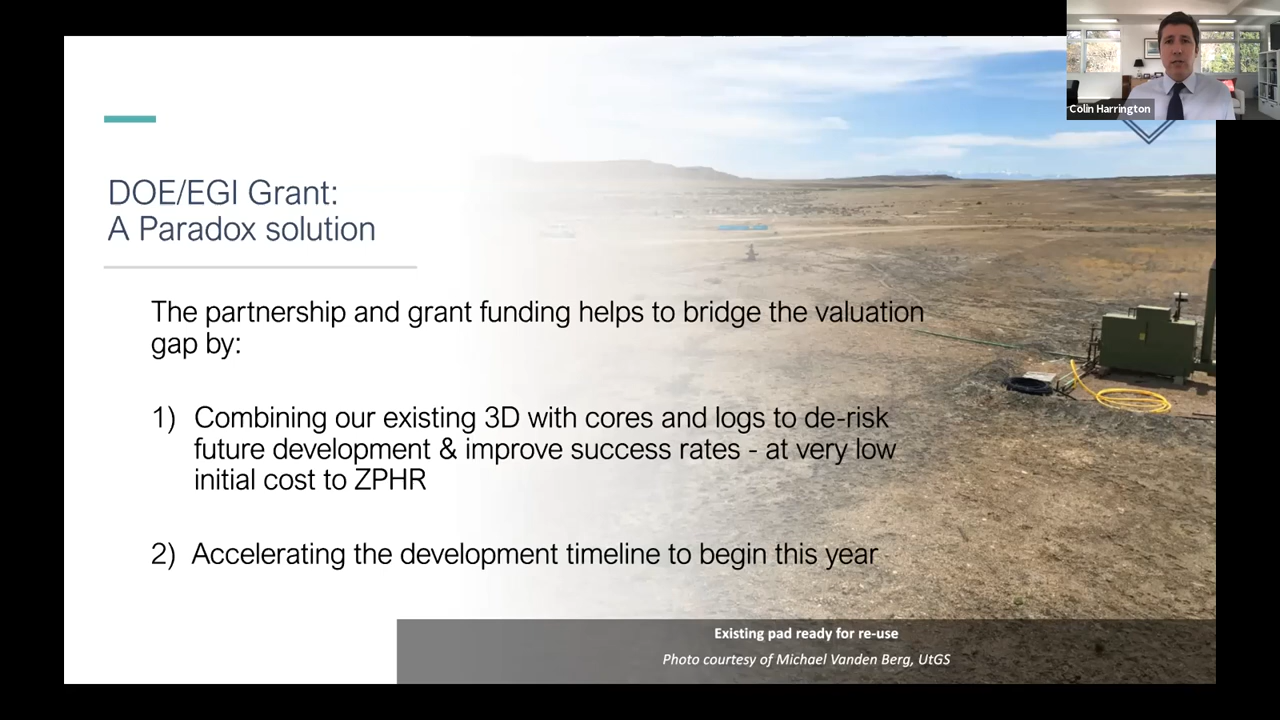 Colin Harrington
DOE/EGI Grant:
A Paradox solution
The partnership and grant funding helps to bridge the valuation
gap by:
1) Combining our existing 3D with cores and logs to de-risk
future development & improve success rates - at very low
initial cost to ZPHR
2) Accelerating the development timeline to begin this year
Existing pad ready for re-use
Photo courtesy of Michael Vanden Berg, UtGS